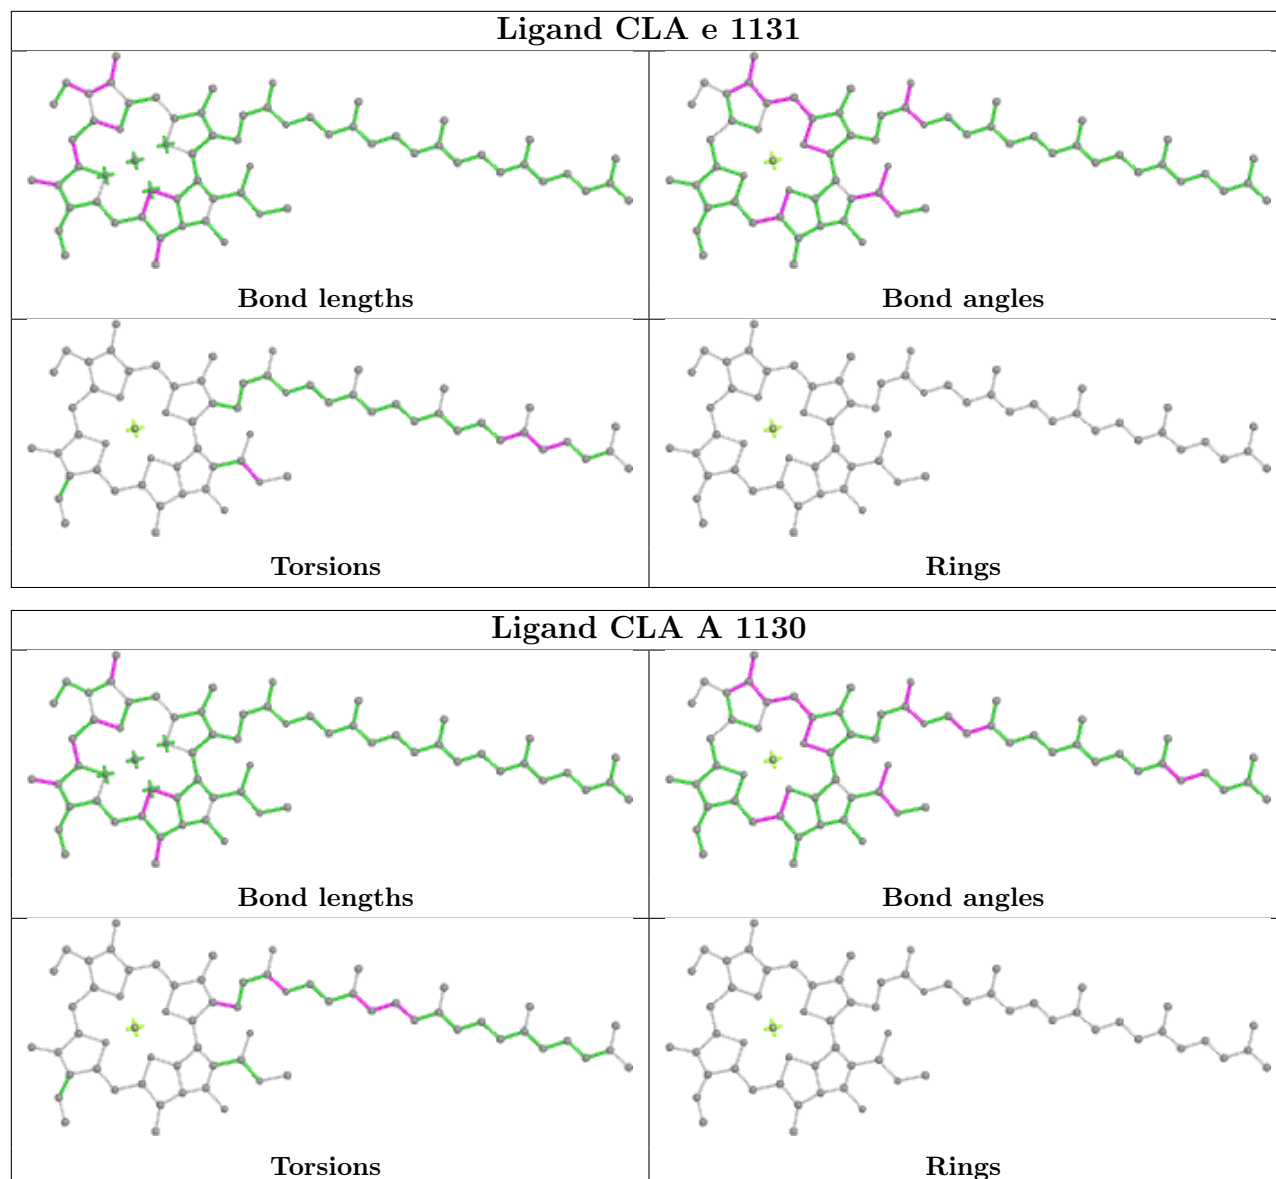 Ligand CLA e 1131
Bond lengths
Bond angles
Torsions
Rings
Ligand CLA A 1130
Bond lengths
Bond angles
Torsions
Rings